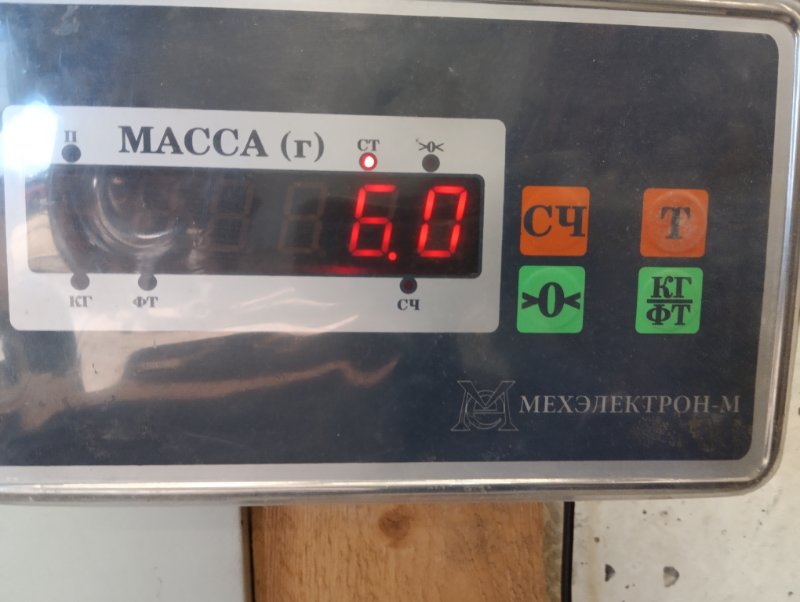 П МАССА (г) СТ >0<
6.0
КГ ФТ СЧ
СЧ Т
>0< КГ/ФТ
МЕХЭЛЕКТРОН-М